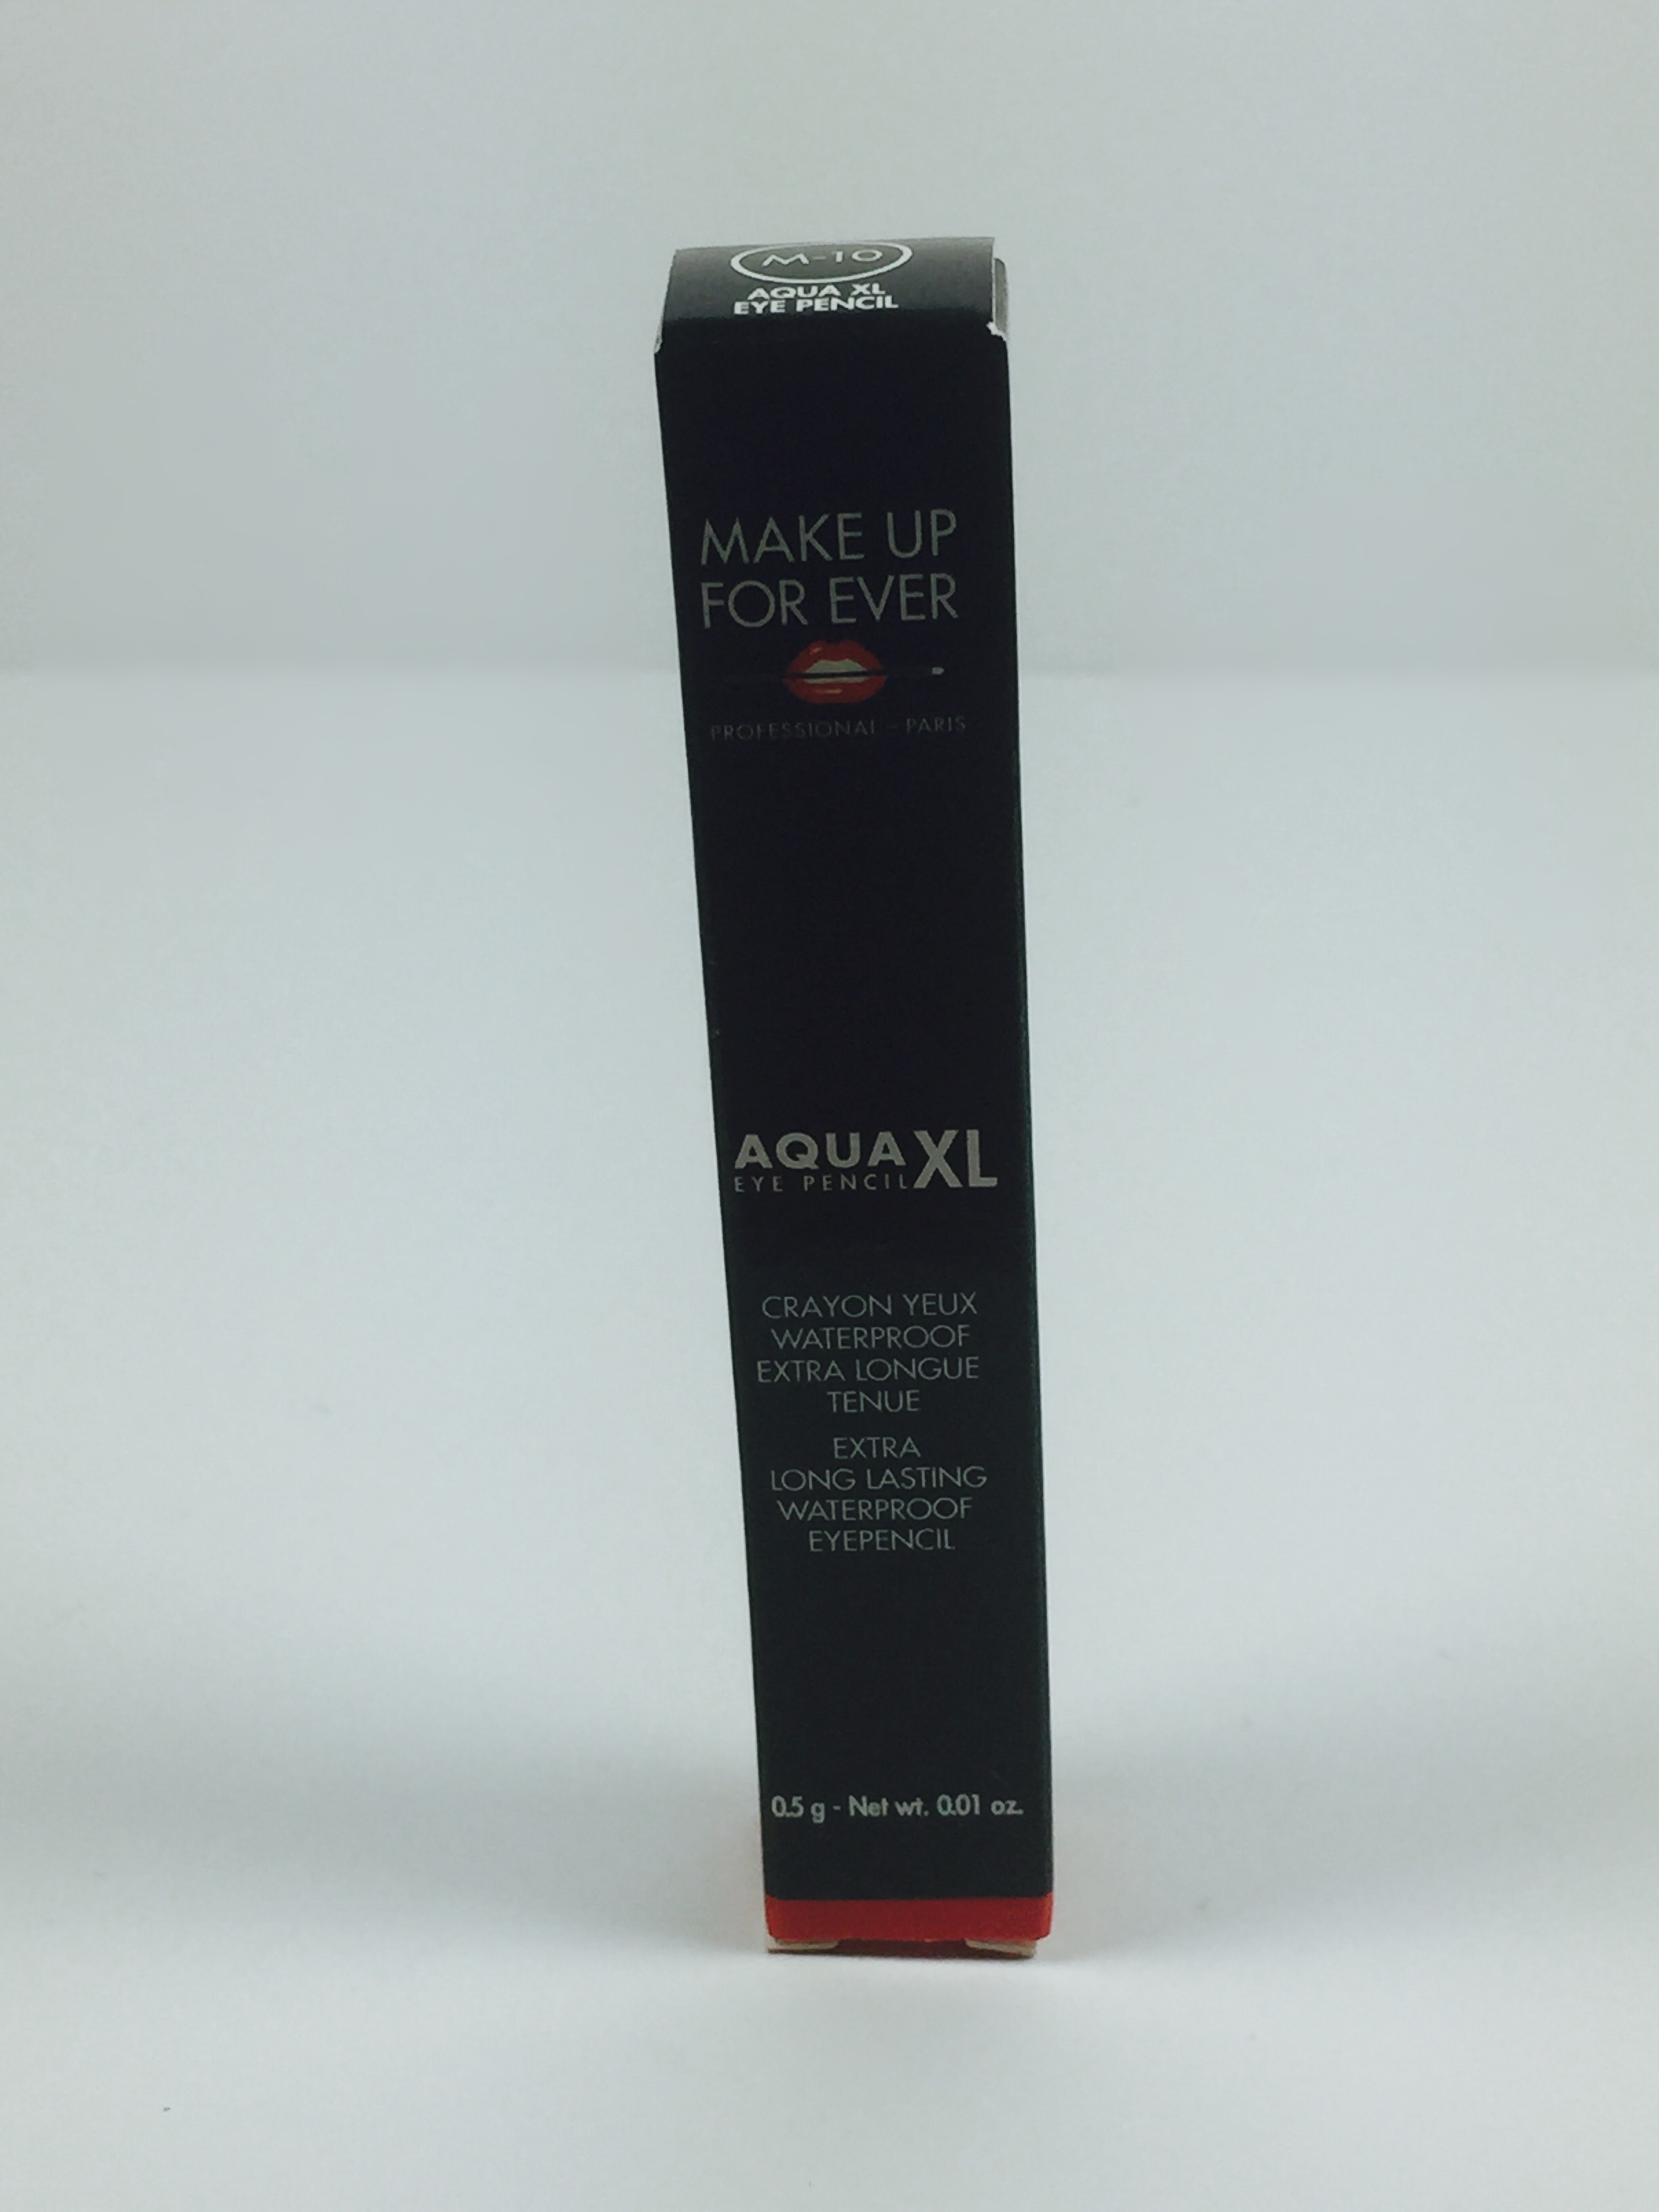 M-10
AQUA XL
EYE PENCIL
MAKE UP
FOR EVER
PROFESSIONAL - PARIS
AQUA XL
EYE PENCIL
CRAYON YEUX
WATERPROOF
EXTRA LONGUE
TENUE
EXTRA
LONG LASTING
WATERPROOF
EYEPENCIL
0.5 g - Net wt. 0.01 oz.